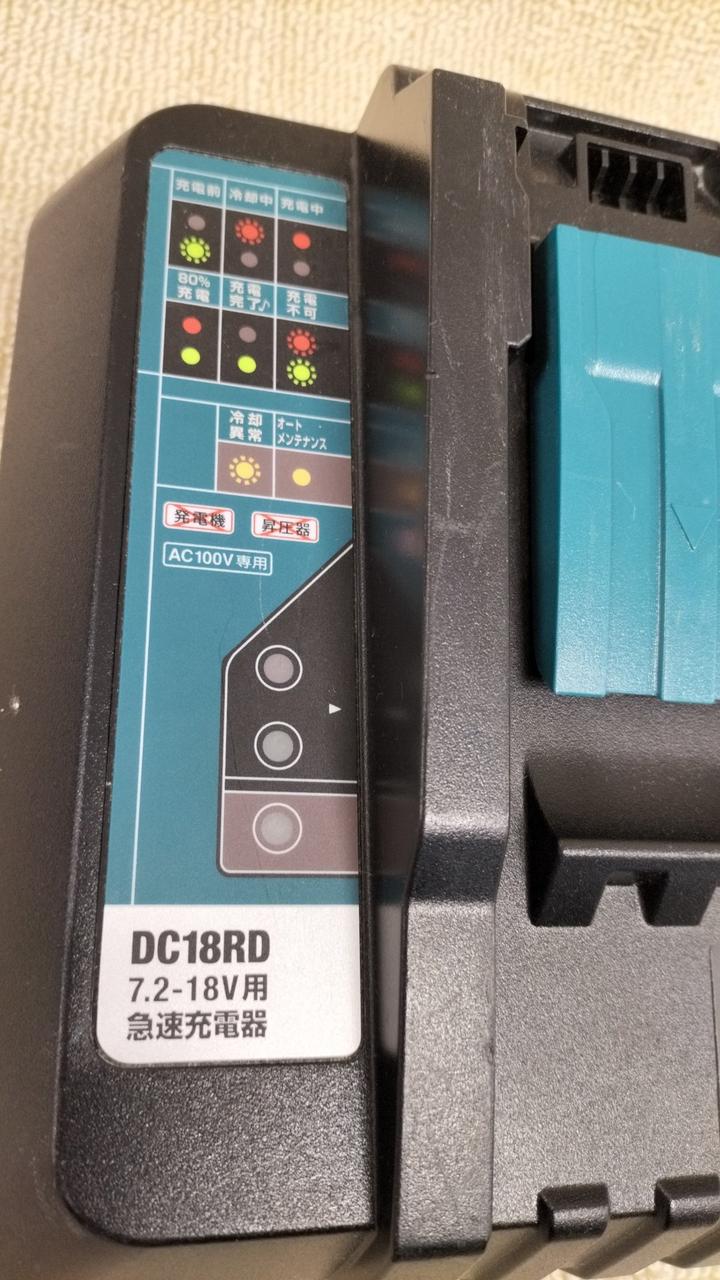 充電前 冷却中 充電中
80%
充電
充電
完了♪
充電
不可
冷却
異常
オート
メンテナンス
発電機 昇圧器
AC100V専用
DC18RD
7.2-18V用
急速充電器